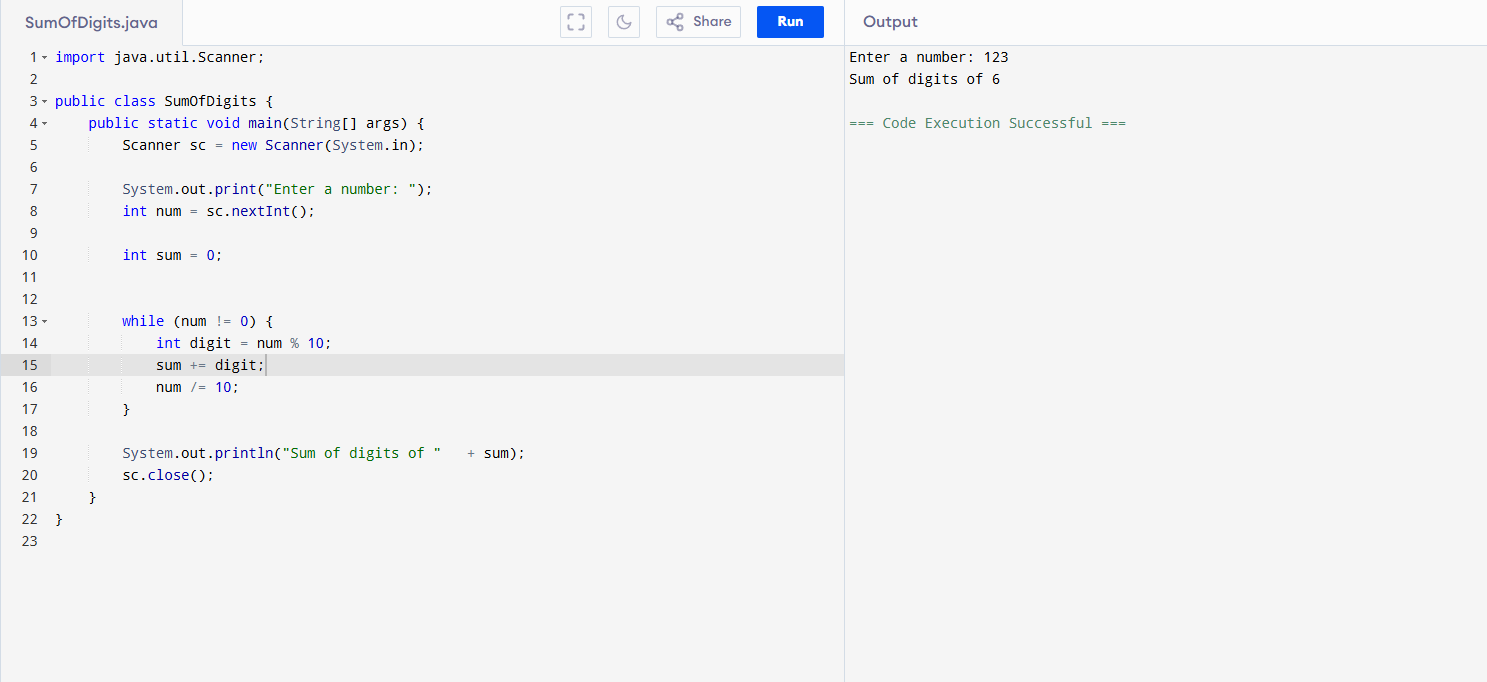 SumOfDigits.java
Share
Run
Output
1 import java.util.Scanner;
2
3 public class SumOfDigits {
4     public static void main(String[] args) {
5         Scanner sc = new Scanner(System.in);
6
7         System.out.print("Enter a number: ");
8         int num = sc.nextInt();
9
10         int sum = 0;
11
12
13         while (num != 0) {
14             int digit = num % 10;
15             sum += digit;
16             num /= 10;
17         }
18
19         System.out.println("Sum of digits of "   + sum);
20         sc.close();
21     }
22 }
23
Enter a number: 123
Sum of digits of 6
=== Code Execution Successful ===